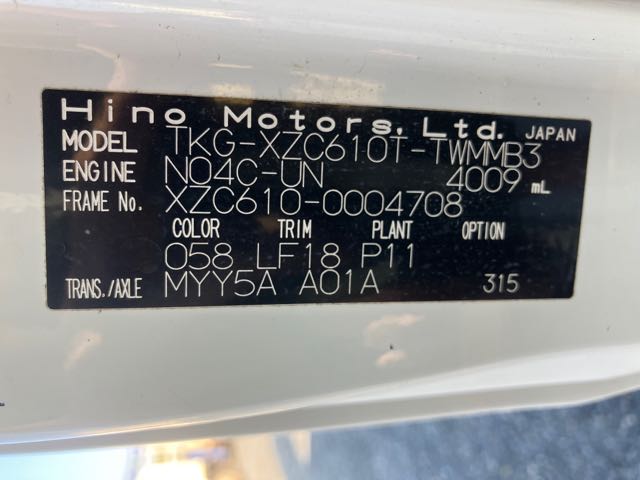 Hino Motors, Ltd. JAPAN
MODEL TKG-XZC610T-TWMMB3
ENGINE N04C-UN 4009 mL
FRAME No. XZC610-0004708
COLOR TRIM PLANT OPTION
058 LF18 P11
TRANS./AXLE MYY5A A01A 315